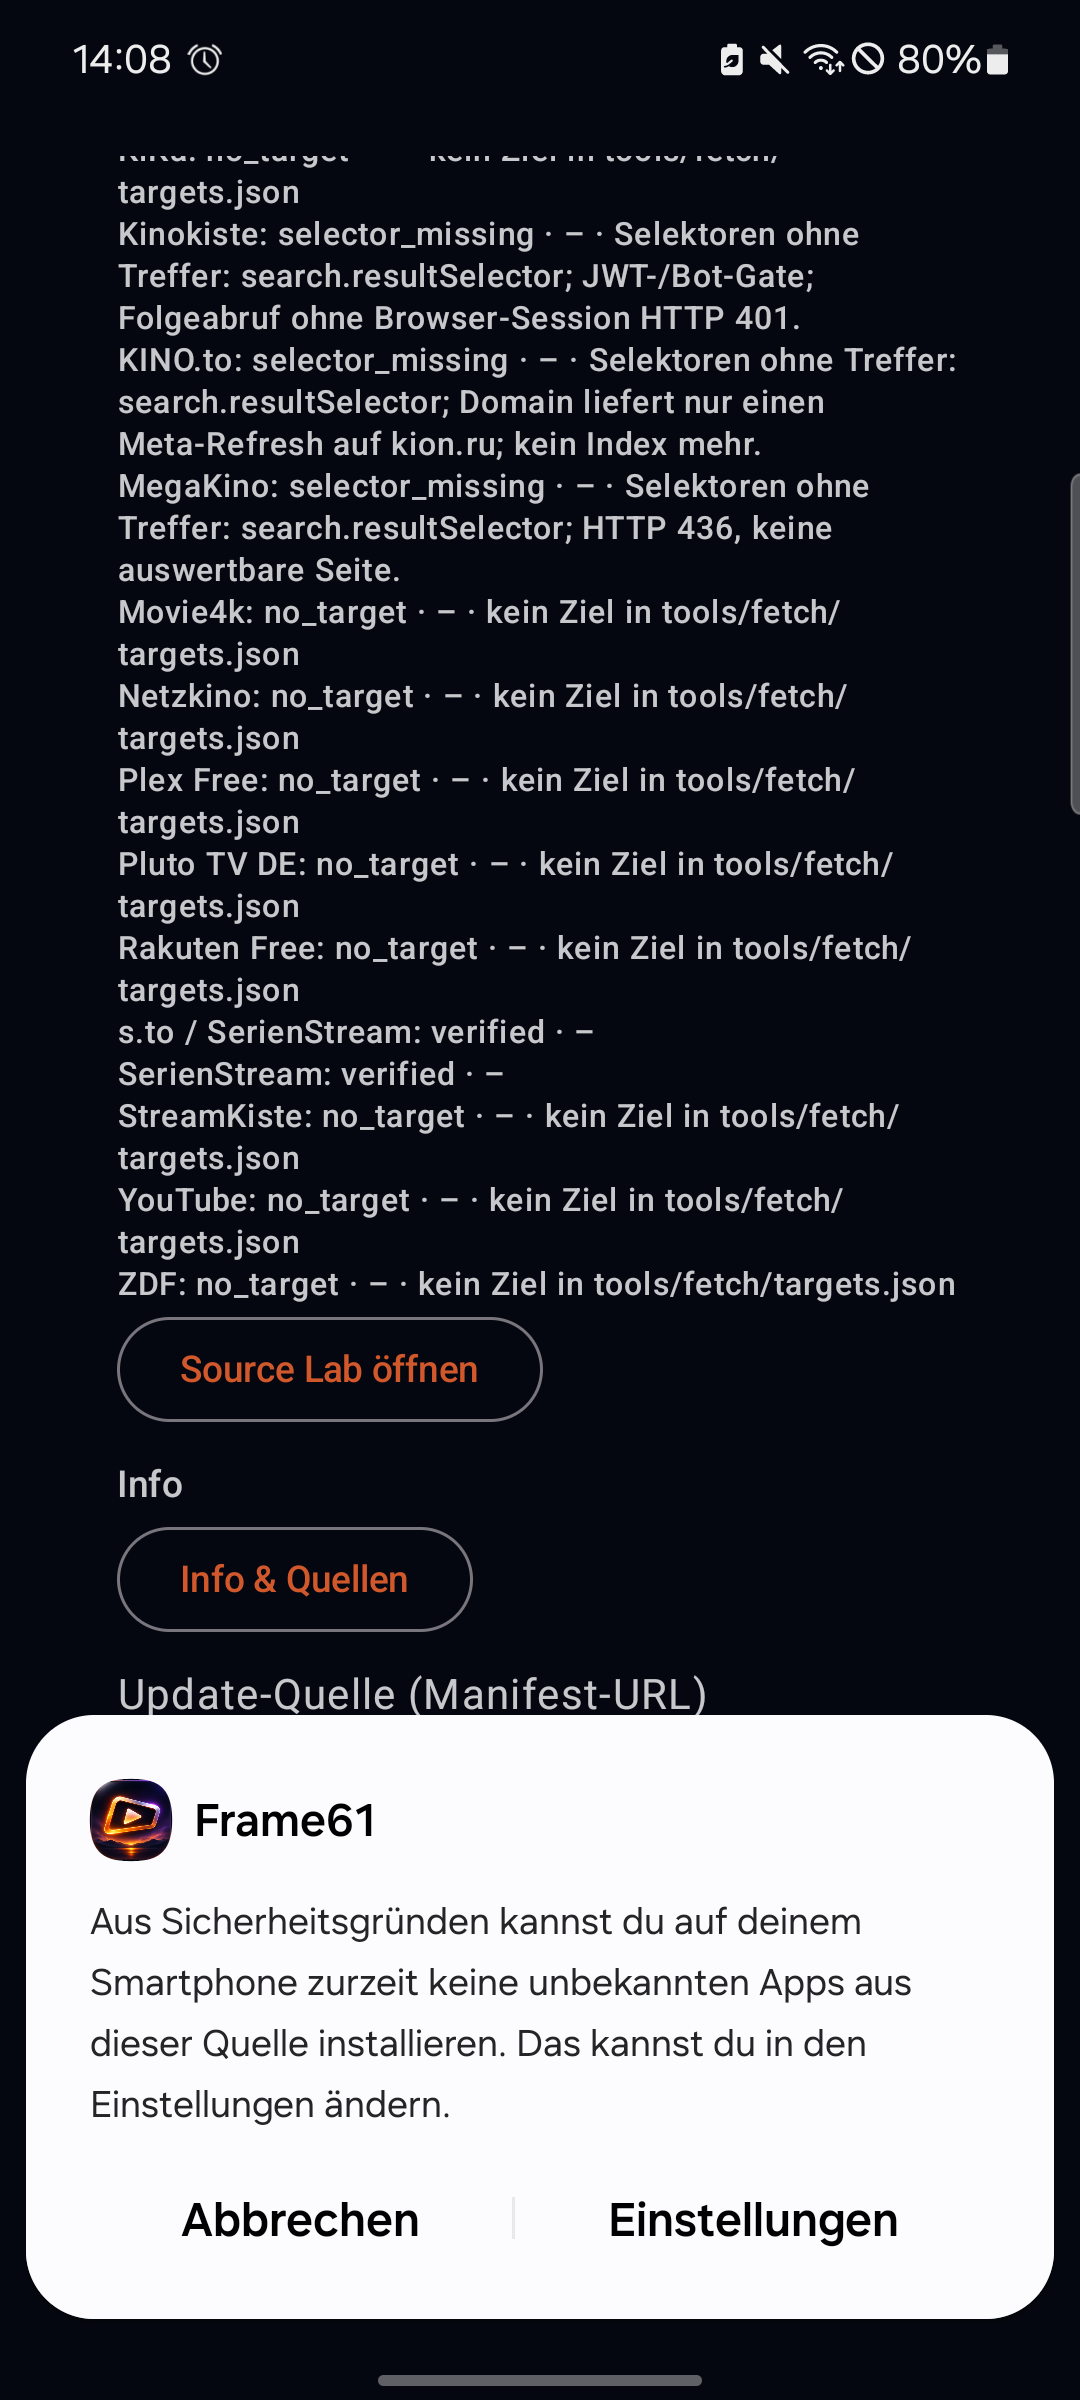 14:08
80%
KiKa: no_target · – · kein Ziel in tools/fetch/
targets.json
Kinokiste: selector_missing · – · Selektoren ohne
Treffer: search.resultSelector; JWT-/Bot-Gate;
Folgeabruf ohne Browser-Session HTTP 401.
KINO.to: selector_missing · – · Selektoren ohne Treffer:
search.resultSelector; Domain liefert nur einen
Meta-Refresh auf kion.ru; kein Index mehr.
MegaKino: selector_missing · – · Selektoren ohne
Treffer: search.resultSelector; HTTP 436, keine
auswertbare Seite.
Movie4k: no_target · – · kein Ziel in tools/fetch/
targets.json
Netzkino: no_target · – · kein Ziel in tools/fetch/
targets.json
Plex Free: no_target · – · kein Ziel in tools/fetch/
targets.json
Pluto TV DE: no_target · – · kein Ziel in tools/fetch/
targets.json
Rakuten Free: no_target · – · kein Ziel in tools/fetch/
targets.json
s.to / SerienStream: verified · –
SerienStream: verified · –
StreamKiste: no_target · – · kein Ziel in tools/fetch/
targets.json
YouTube: no_target · – · kein Ziel in tools/fetch/
targets.json
ZDF: no_target · – · kein Ziel in tools/fetch/targets.json
Source Lab öffnen
Info
Info & Quellen
Update-Quelle (Manifest-URL)
Frame61
Aus Sicherheitsgründen kannst du auf deinem
Smartphone zurzeit keine unbekannten Apps aus
dieser Quelle installieren. Das kannst du in den
Einstellungen ändern.
Abbrechen
Einstellungen